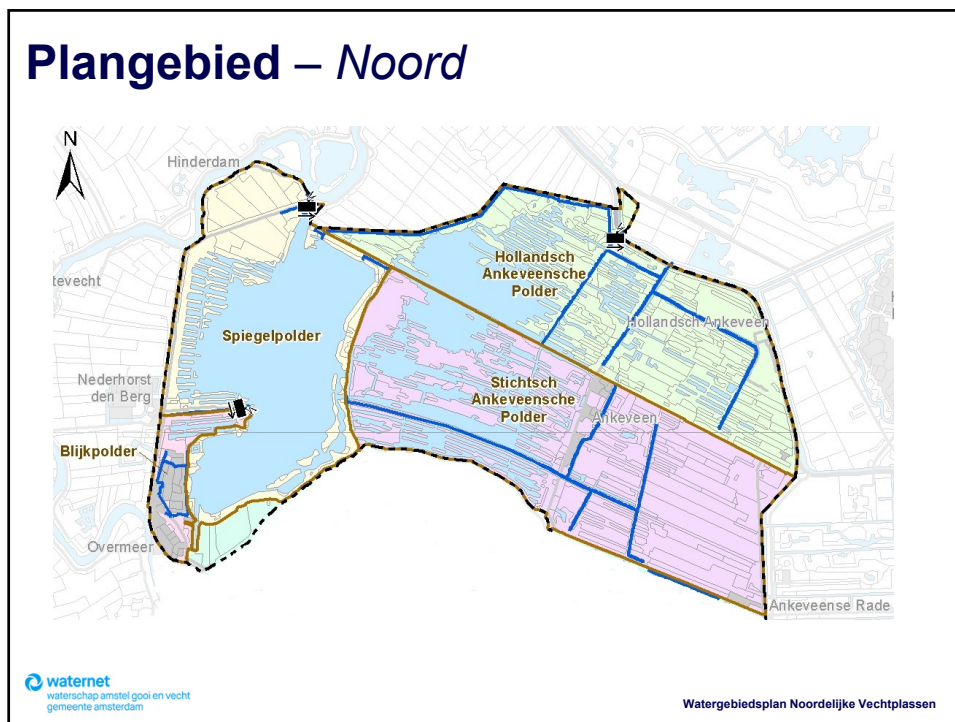 Plangebied – Noord
N
Hinderdam
Hollandsch
Ankeveensche
Polder
tevecht
Hollandsch Ankeveen
Spiegelpolder
Nederhorst
den Berg
Stichtsch
Ankeveensche
Polder
Ankeveen
Blijkpolder
Overmeer
Ankeveense Rade
waternet
waterschap amstel gooi en vecht
gemeente amsterdam
Watergebiedsplan Noordelijke Vechtplassen